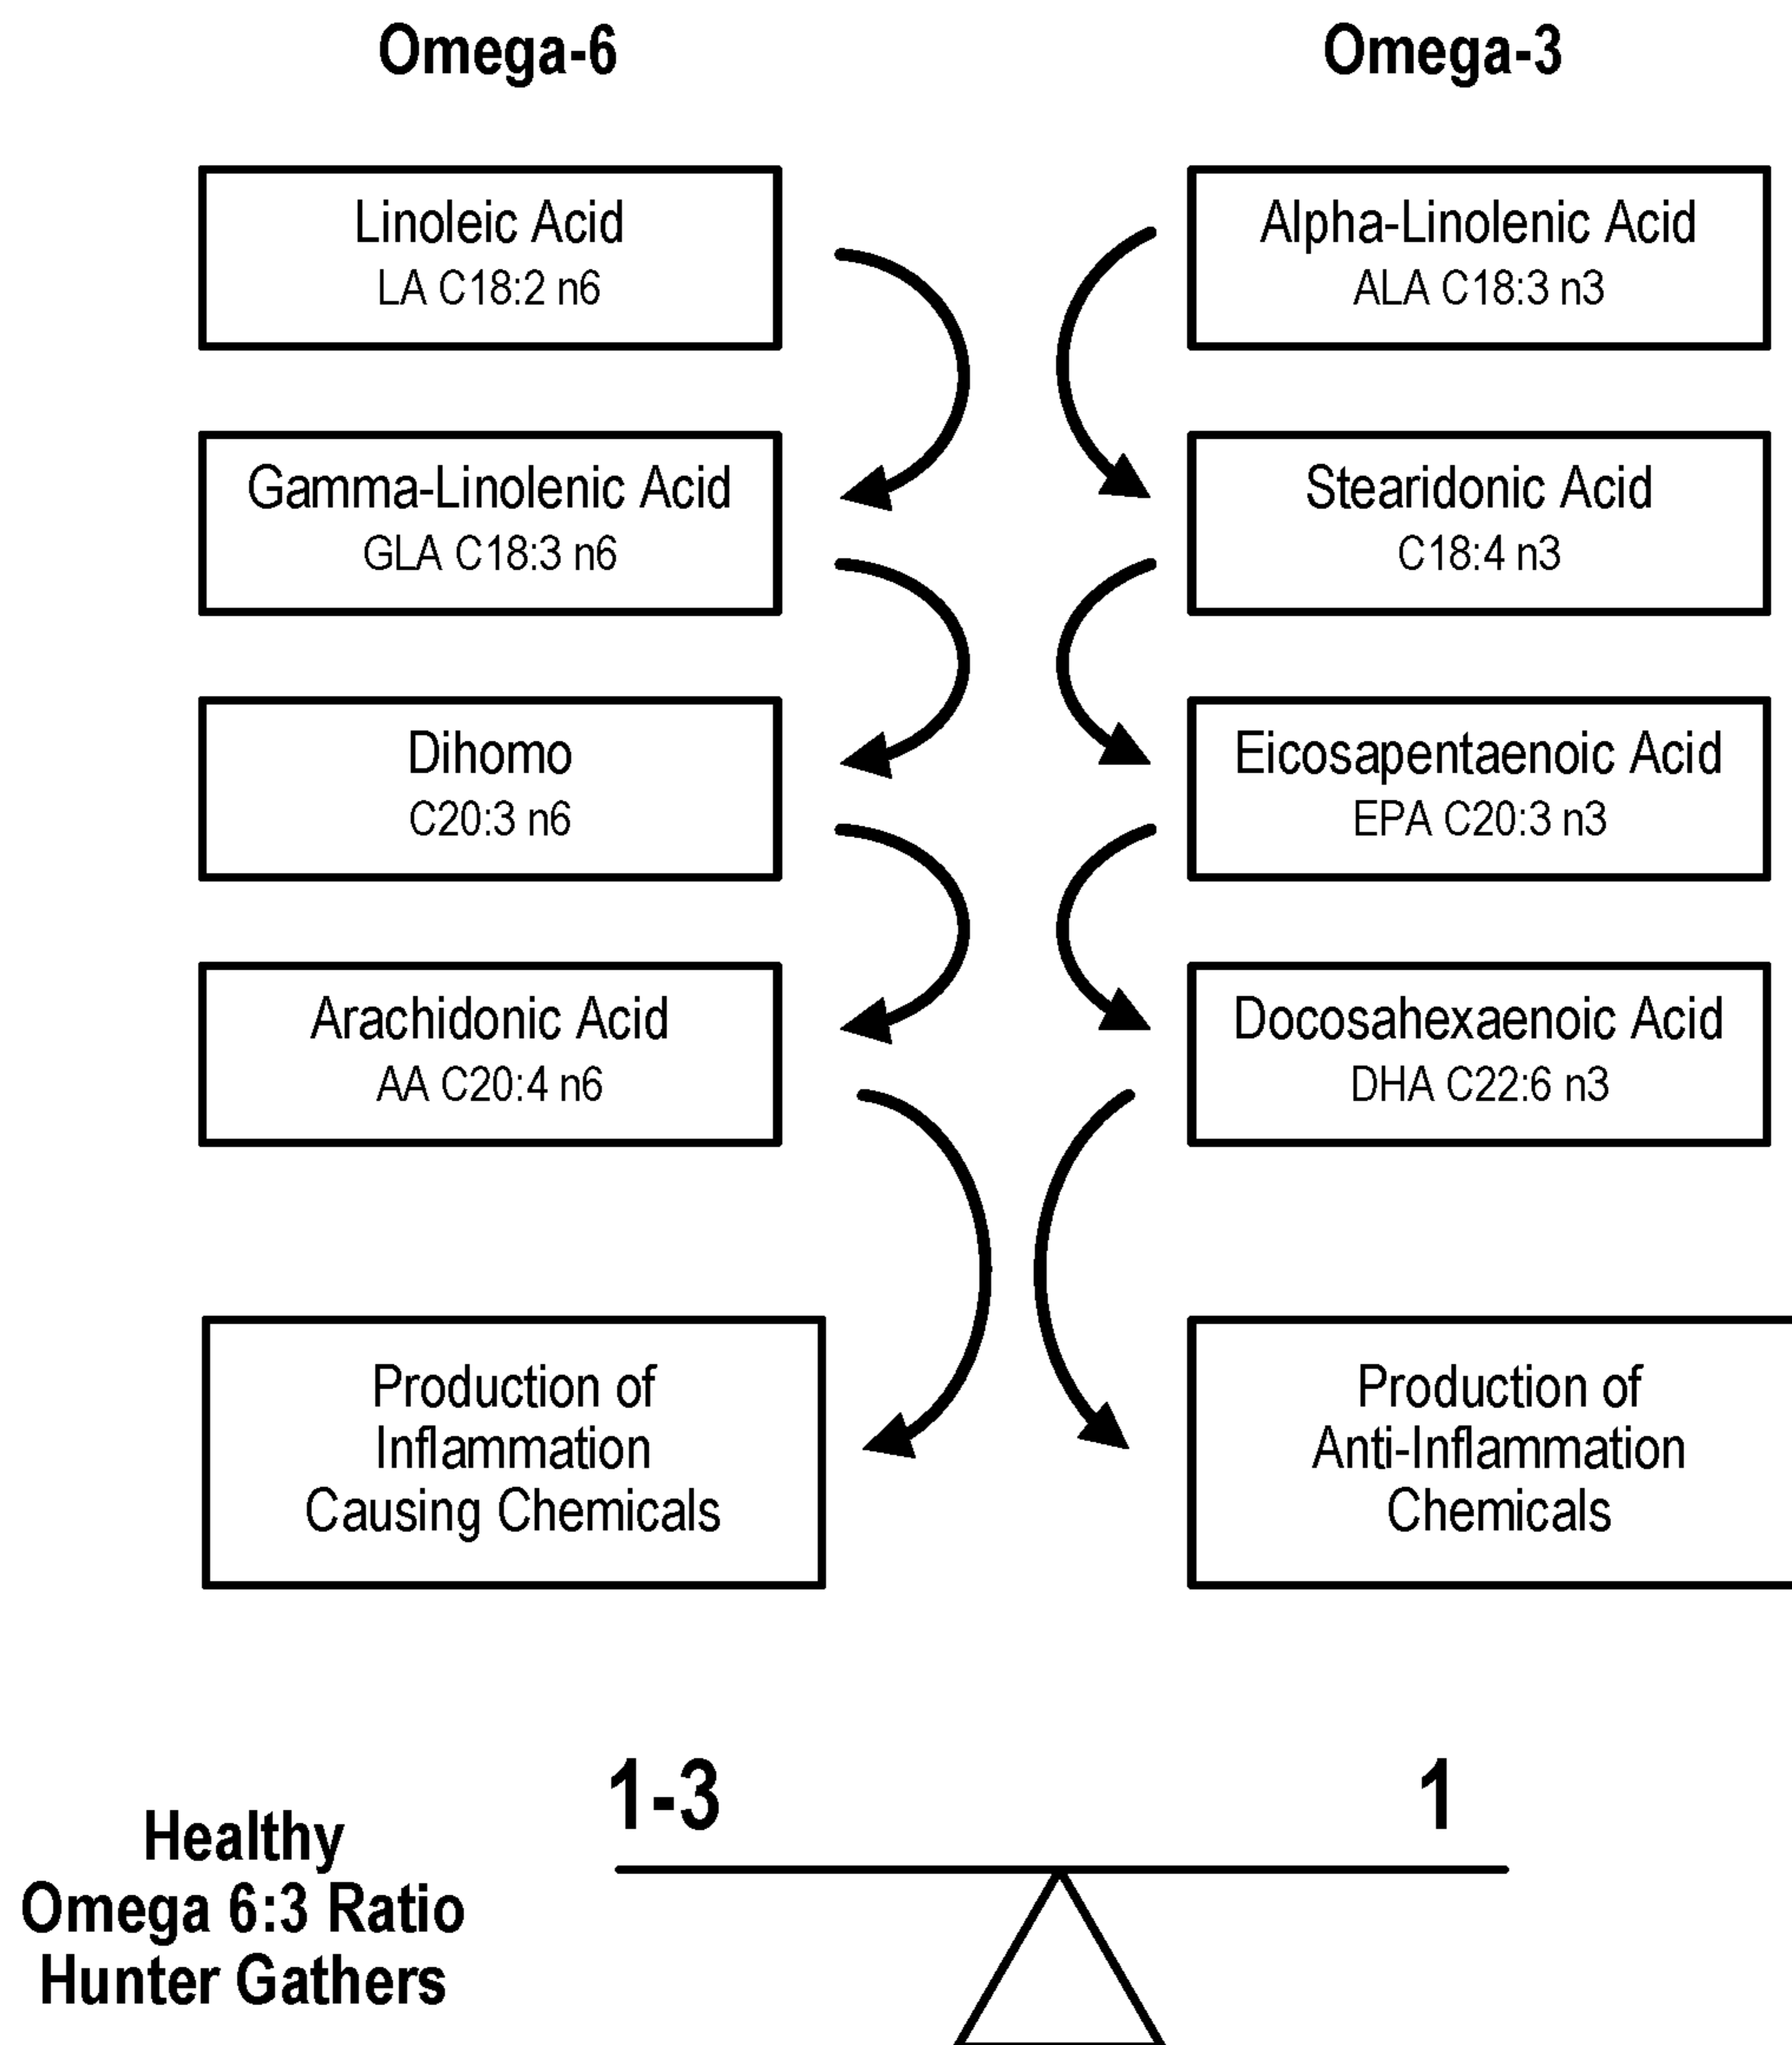 Omega-6
Omega-3
Linoleic Acid
LA C18:2 n6
Alpha-Linolenic Acid
ALA C18:3 n3
Gamma-Linolenic Acid
GLA C18:3 n6
Stearidonic Acid
C18:4 n3
Dihomo
C20:3 n6
Eicosapentaenoic Acid
EPA C20:3 n3
Arachidonic Acid
AA C20:4 n6
Docosahexaenoic Acid
DHA C22:6 n3
Production of
Inflammation
Causing Chemicals
Production of
Anti-Inflammation
Chemicals
1-3
1
Healthy
Omega 6:3 Ratio
Hunter Gathers